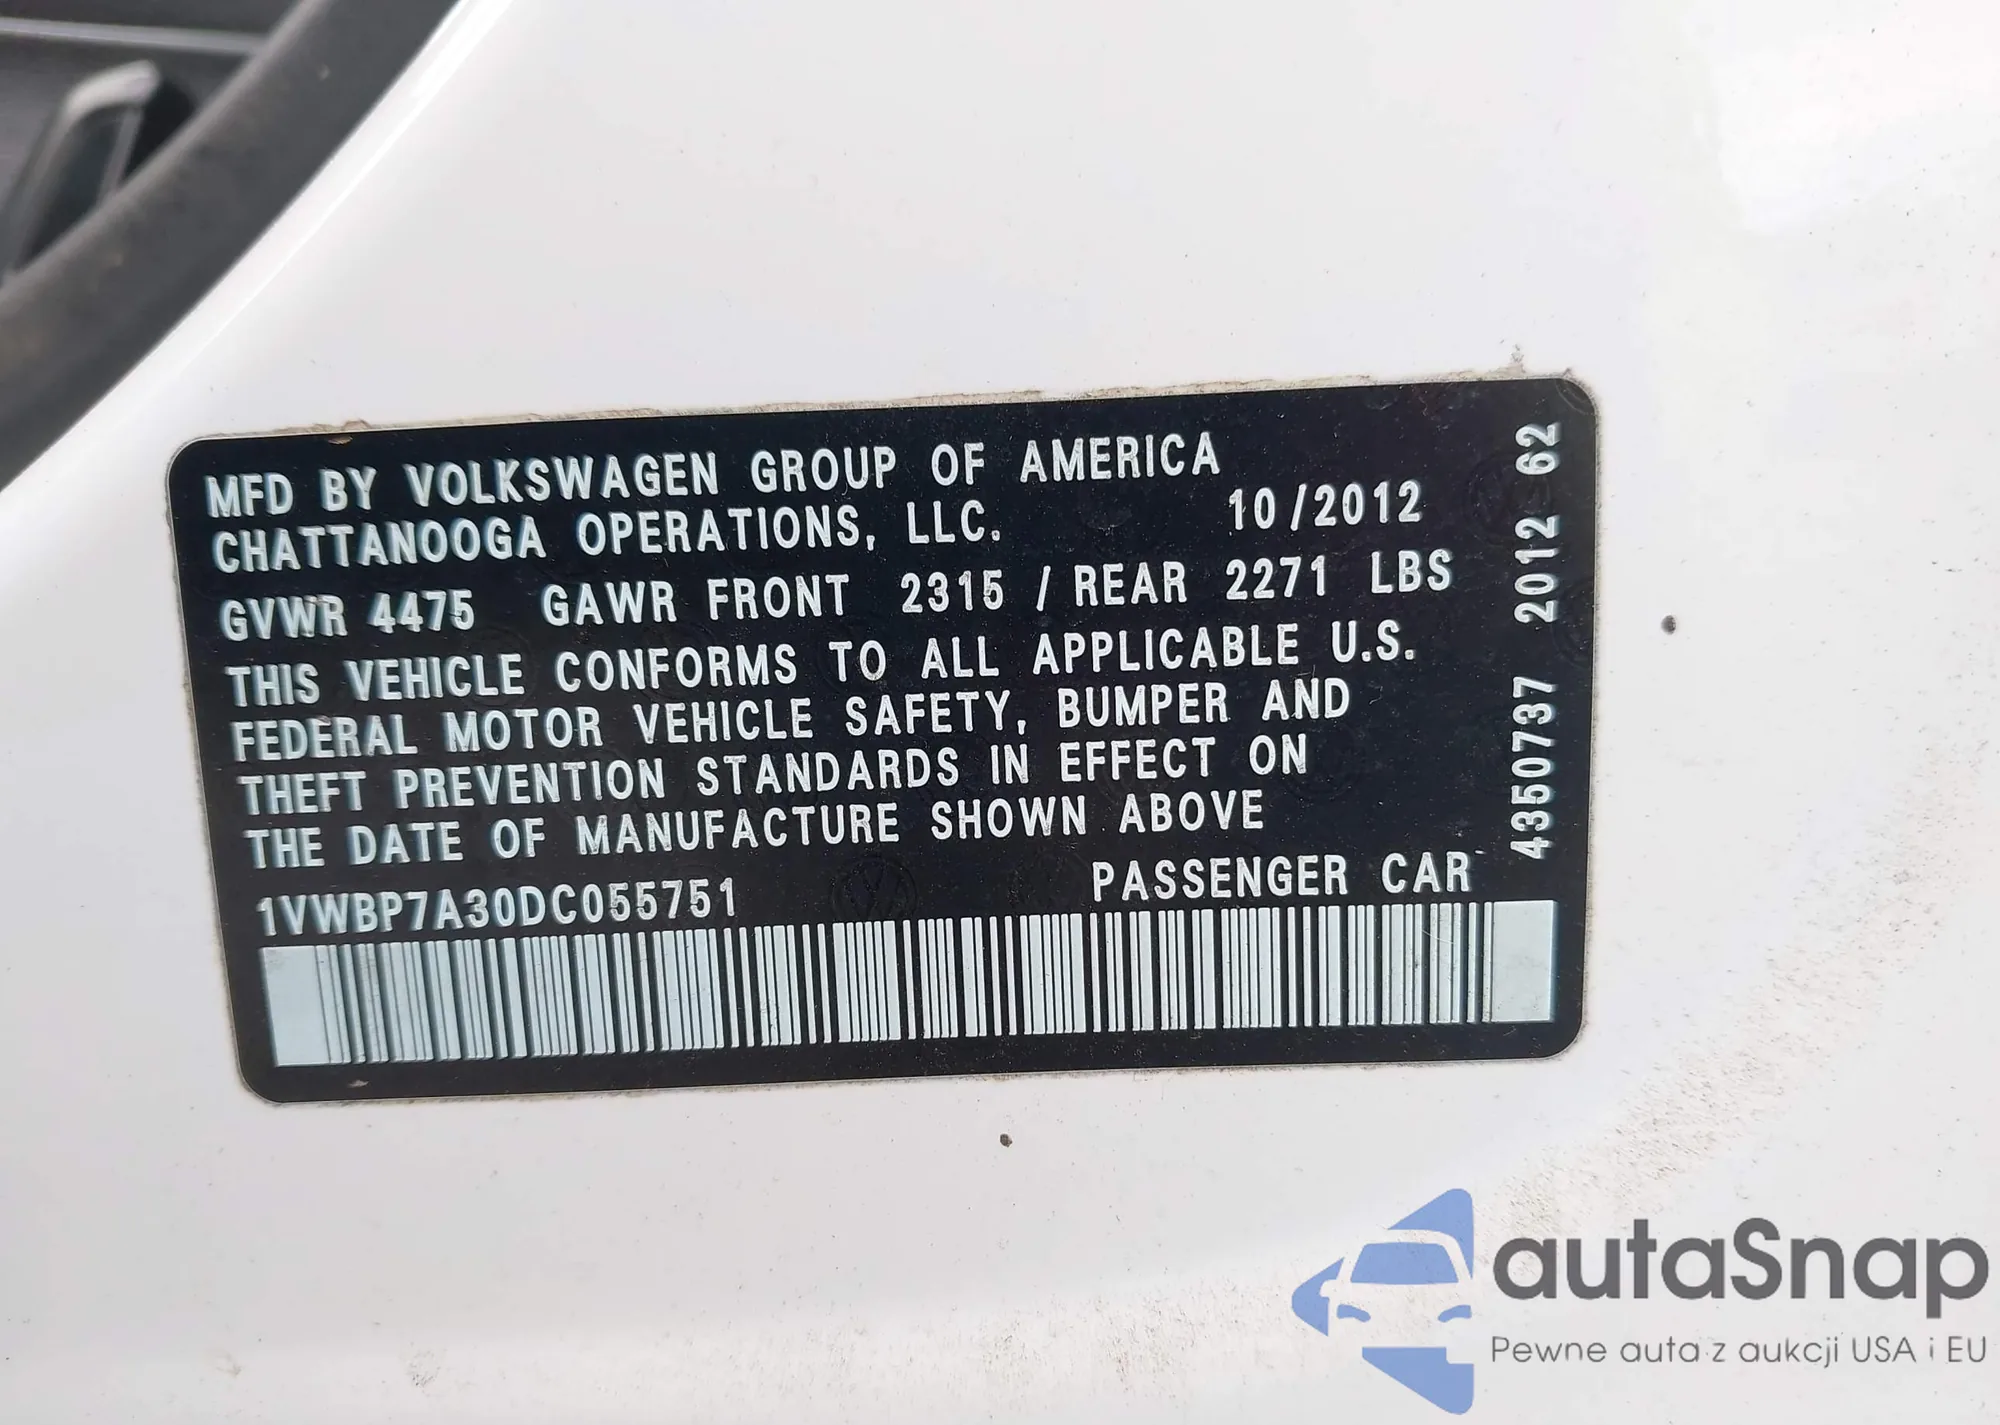 MFD BY VOLKSWAGEN GROUP OF AMERICA
CHATTANOOGA OPERATIONS, LLC. 10/2012
GVWR 4475 GAWR FRONT 2315 / REAR 2271 LBS
THIS VEHICLE CONFORMS TO ALL APPLICABLE U.S.
FEDERAL MOTOR VEHICLE SAFETY, BUMPER AND
THEFT PREVENTION STANDARDS IN EFFECT ON
THE DATE OF MANUFACTURE SHOWN ABOVE
1VWBP7A30DC055751 PASSENGER CAR
4350737 2012 62
autaSnap
Pewne auta z aukcji USA i EU